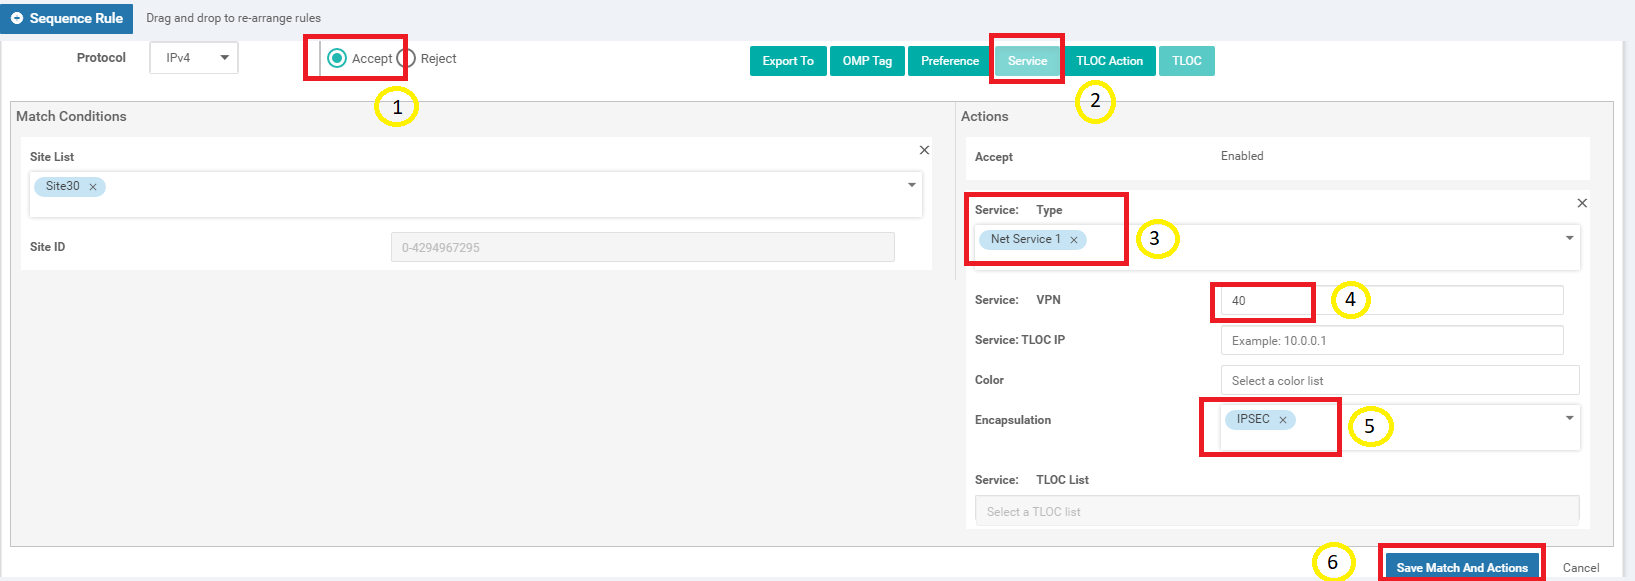 Sequence Rule Drag and drop to re-arrange rules
Protocol IPv4 Accept Reject Export To OMP Tag Preference Service TLOC Action TLOC
1
2
Match Conditions
Site List
Site30 ×
Site ID 0-4294967295
Actions
Accept Enabled
Service: Type
Net Service 1 ×
3
Service: VPN 40
4
Service: TLOC IP Example: 10.0.0.1
Color Select a color list
Encapsulation IPSEC ×
5
Service: TLOC List
Select a TLOC list
6
Save Match And Actions Cancel